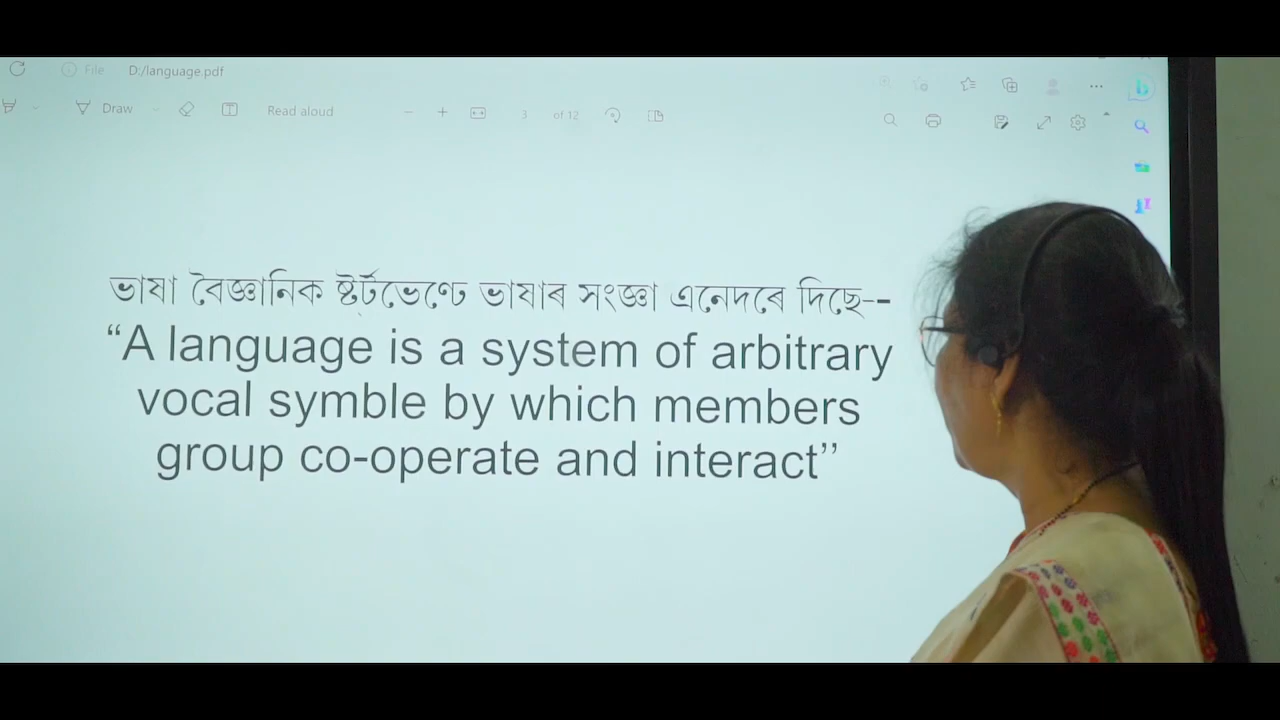 File D:/language.pdf
Draw Read aloud 3 of 12
ভাষা বৈজ্ঞানিক ষ্টৰ্টভেণ্টে ভাষাৰ সংজ্ঞা এনেদৰে দিছে--
“A language is a system of arbitrary
vocal symble by which members
group co-operate and interact’’